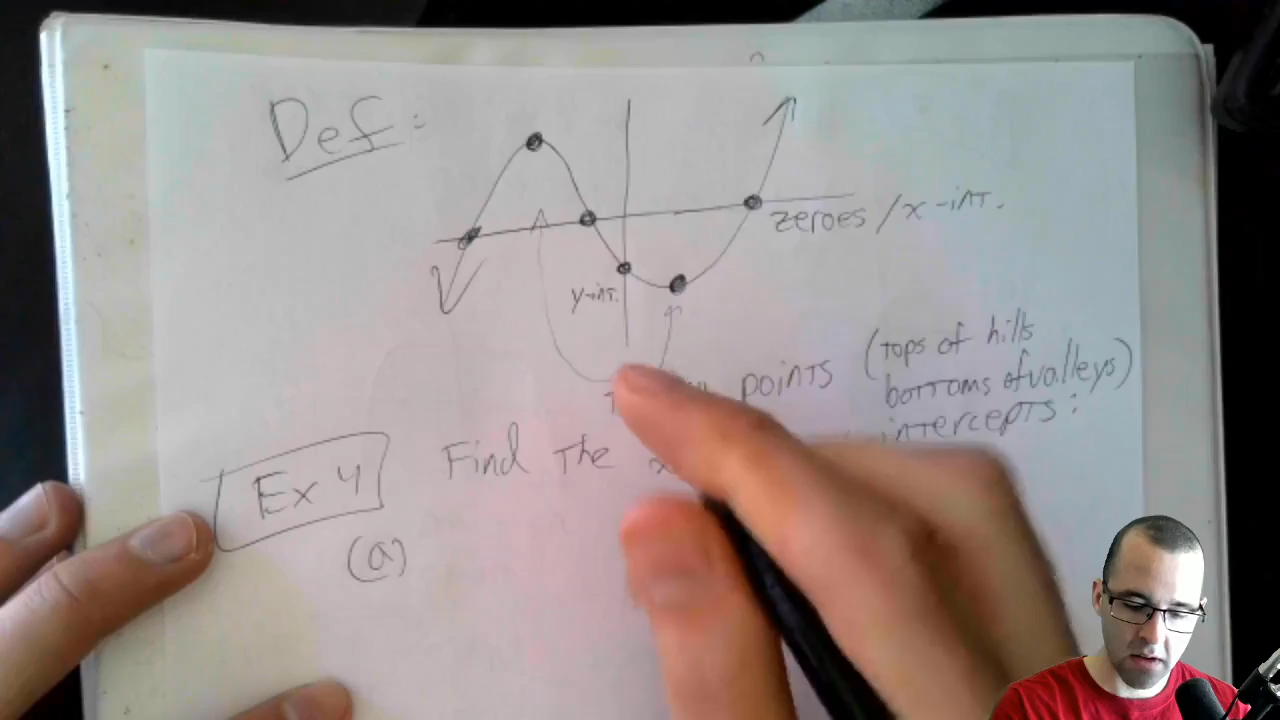 Def:
zeroes / x-int.
y-int.
points (tops of hills
bottoms of valleys)
Ex 4 Find the intercepts:
(a)